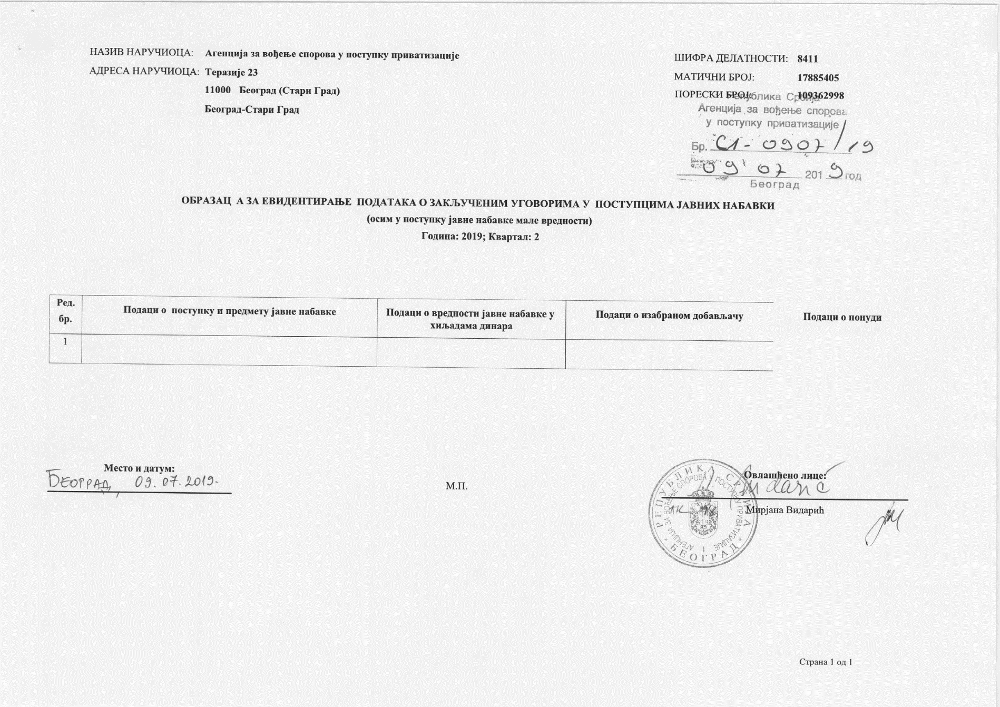 НАЗИВ НАРУЧИОЦА: Агенција за вођење спорова у поступку приватизације
АДРЕСА НАРУЧИОЦА: Теразије 23
11000 Београд (Стари Град)
Београд-Стари Град
ШИФРА ДЕЛАТНОСТИ: 8411
МАТИЧНИ БРОЈ: 17885405
ПОРЕСКИ БРОЈ: 109362998
Република Србија
Агенција за вођење спорова
у поступку приватизације
Бр. С1-0907/19
09 07 2019 год
Београд
ОБРАЗАЦ А ЗА ЕВИДЕНТИРАЊЕ ПОДАТАКА О ЗАКЉУЧЕНИМ УГОВОРИМА У ПОСТУПЦИМА ЈАВНИХ НАБАВКИ
(осим у поступку јавне набавке мале вредности)
Година: 2019; Квартал: 2
Ред. бр.
Подаци о поступку и предмету јавне набавке
Подаци о вредности јавне набавке у
хиљадама динара
Подаци о изабраном добављачу
Подаци о понуди
1
Место и датум:
БЕОГРАД, 09.07.2019.
М.П.
Овлашћено лице:
Мирјана Видарић
РЕПУБЛИКА СРБИЈА
АГЕНЦИЈА ЗА ВОЂЕЊЕ СПОРОВА У ПОСТУПКУ ПРИВАТИЗАЦИЈЕ
* БЕОГРАД *
I
Страна 1 од 1